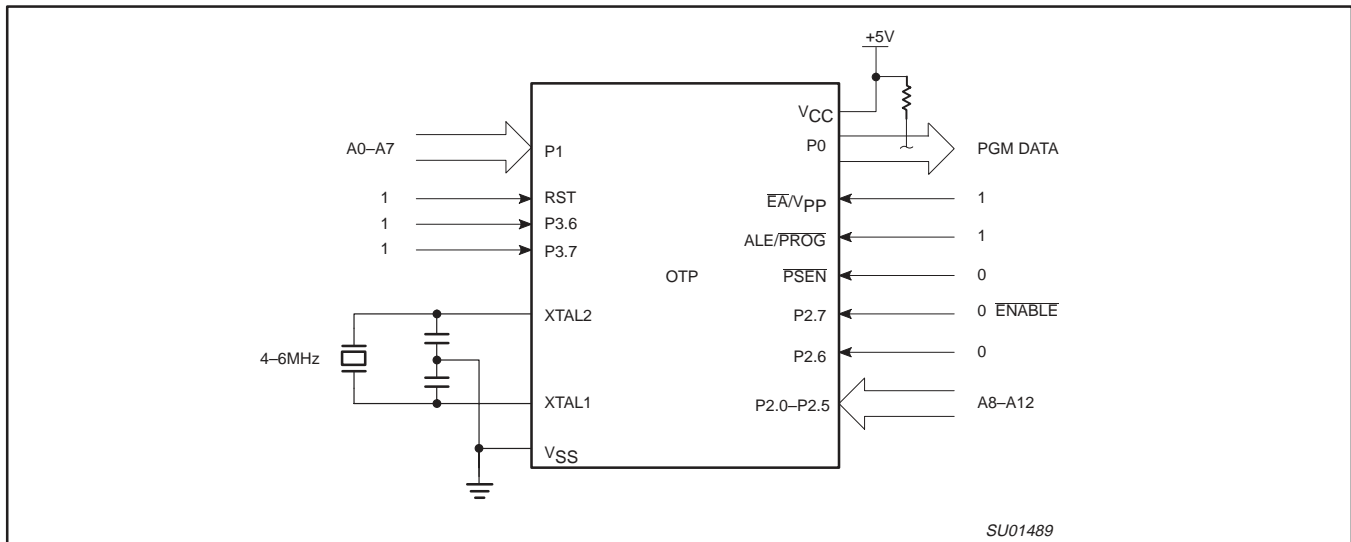 +5V
VCC
A0–A7
P1
P0
PGM DATA
1
RST
EA/VPP
1
1
P3.6
ALE/PROG
1
1
P3.7
OTP
PSEN
0
XTAL2
P2.7
0 ENABLE
4–6MHz
P2.6
0
XTAL1
P2.0–P2.5
A8–A12
VSS
SU01489